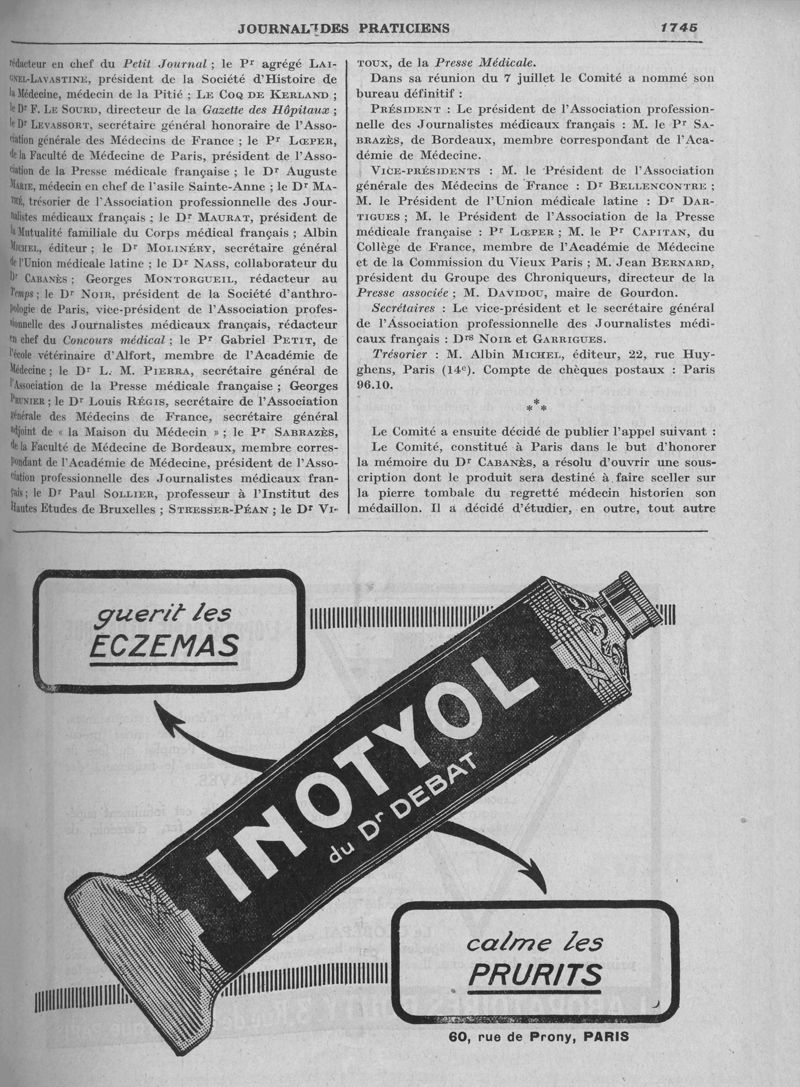 JOURNAL DES PRATICIENS 1745
rédacteur en chef du Petit Journal ; le Pr agrégé LAI-
GNEL-LAVASTINE, président de la Société d'Histoire de
la Médecine, médecin de la Pitié ; LE COQ DE KERLAND ;
le Dr F. LE SOURD, directeur de la Gazette des Hôpitaux ;
le Dr LEVASSORT, secrétaire général honoraire de l'Asso-
ciation générale des Médecins de France ; le Pr LŒPER,
de la Faculté de Médecine de Paris, président de l'Asso-
ciation de la Presse médicale française ; le Dr Auguste
MARIE, médecin en chef de l'asile Sainte-Anne ; le Dr MA-
THÉ, trésorier de l'Association professionnelle des Jour-
nalistes médicaux français ; le Dr MAURAT, président de
la Mutualité familiale du Corps médical français ; Albin
MICHEL, éditeur ; le Dr MOLINÉRY, secrétaire général
de l'Union médicale latine ; le Dr NASS, collaborateur du
Dr CABANÈS ; Georges MONTORGUEIL, rédacteur au
Temps ; le Dr NOIR, président de la Société d'anthro-
pologie de Paris, vice-président de l'Association profes-
sionnelle des Journalistes médicaux français, rédacteur
en chef du Concours médical ; le Pr Gabriel PETIT, de
l'école vétérinaire d'Alfort, membre de l'Académie de
Médecine ; le Dr L. M. PIERRA, secrétaire général de
l'Association de la Presse médicale française ; Georges
PRUNIER ; le Dr Louis RÉGIS, secrétaire de l'Association
générale des Médecins de France, secrétaire général
adjoint de « la Maison du Médecin » ; le Pr SABRAZÈS,
de la Faculté de Médecine de Bordeaux, membre corres-
pondant de l'Académie de Médecine, président de l'Asso-
ciation professionnelle des Journalistes médicaux fran-
çais ; le Dr Paul SOLLIER, professeur à l'Institut des
Hautes Etudes de Bruxelles ; STRESSER-PÉAN ; le Dr VI-
TOUX, de la Presse Médicale.
Dans sa réunion du 7 juillet le Comité a nommé son
bureau définitif :
PRÉSIDENT : Le président de l'Association profession-
nelle des Journalistes médicaux français : M. le Pr SA-
BRAZÈS, de Bordeaux, membre correspondant de l'Aca-
démie de Médecine.
VICE-PRÉSIDENTS : M. le Président de l'Association
générale des Médecins de France : Dr BELLENCONTRE ;
M. le Président de l'Union médicale latine : Dr DAR-
TIGUES ; M. le Président de l'Association de la Presse
médicale française : Pr LŒPER ; M. le Pr CAPITAN, du
Collège de France, membre de l'Académie de Médecine
et de la Commission du Vieux Paris ; M. Jean BERNARD,
président du Groupe des Chroniqueurs, directeur de la
Presse associée ; M. DAVIDOU, maire de Gourdon.
Secrétaires : Le vice-président et le secrétaire général
de l'Association professionnelle des Journalistes médi-
caux français : Drs NOIR et GARRIGUES.
Trésorier : M. Albin MICHEL, éditeur, 22, rue Huy-
ghens, Paris (14e). Compte de chèques postaux : Paris
96.10.
***
Le Comité a ensuite décidé de publier l'appel suivant :
Le Comité, constitué à Paris dans le but d'honorer
la mémoire du Dr CABANÈS, a résolu d'ouvrir une sous-
cription dont le produit sera destiné à faire sceller sur
la pierre tombale du regretté médecin historien son
médaillon. Il a décidé d'étudier, en outre, tout autre
guerit les
ECZEMAS
INOTYOL
du Dr DEBAT
calme les
PRURITS
60, rue de Prony, PARIS